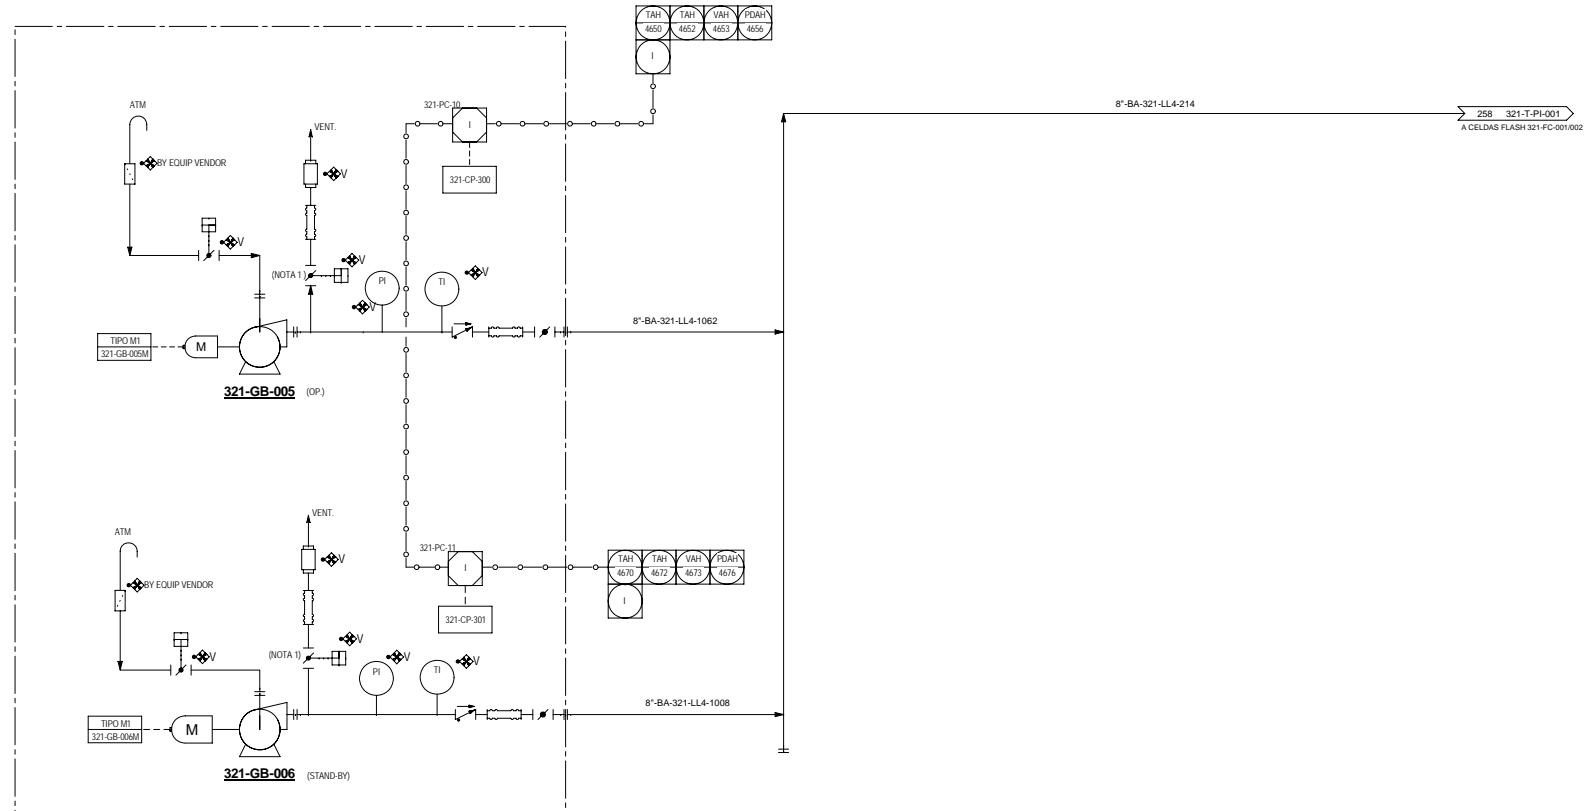 TAH
4650
TAH
4652
VAH
4653
PDAH
4656
I
321-PC-10
I
321-CP-300
8"-BA-321-LL4-214
258 321-T-PI-001
A CELDAS FLASH 321-FC-001/002
ATM
BY EQUIP VENDOR
VENT.
V
V
V
(NOTA 1)
PI
V
TI
V
8"-BA-321-LL4-1062
TIPO M1
321-GB-005M
M
321-GB-005 (OP.)
ATM
BY EQUIP VENDOR
VENT.
V
321-PC-11
I
321-CP-301
TAH
4670
TAH
4672
VAH
4673
PDAH
4676
I
V
V
(NOTA 1)
PI
V
TI
V
8"-BA-321-LL4-1008
TIPO M1
321-GB-006M
M
321-GB-006 (STAND-BY)